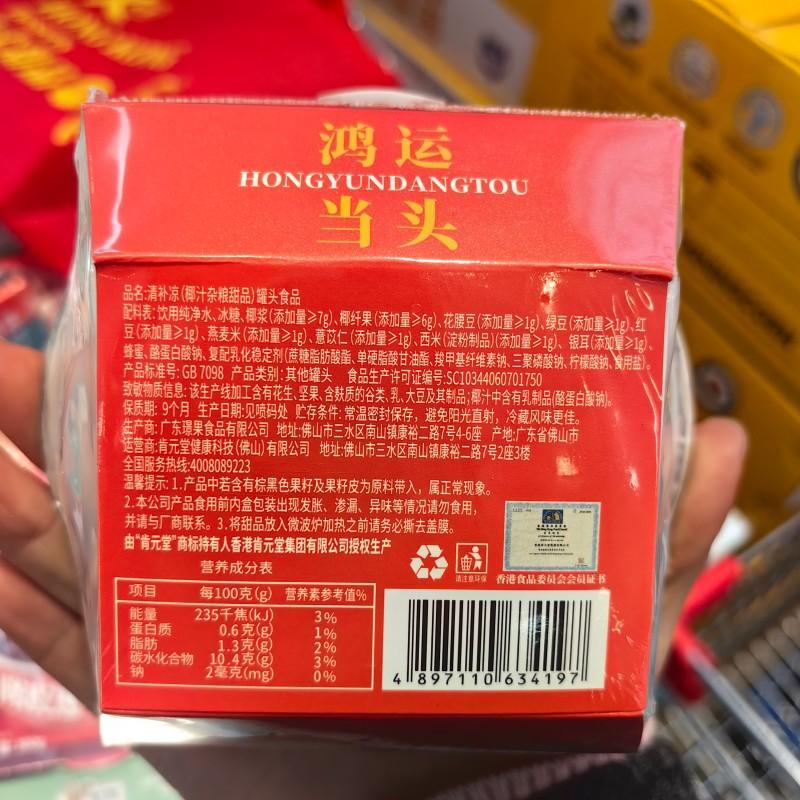 鸿运
HONGYUNDANGTOU
当头
品名:清补凉(椰汁杂粮甜品)罐头食品
配料表:饮用纯净水、冰糖、椰浆(添加量≥7g)、椰纤果(添加量≥6g)、花腰豆(添加量≥1g)、绿豆(添加量≥1g)、红
豆(添加量≥1g)、燕麦米(添加量≥1g)、薏苡仁(添加量≥1g)、西米(淀粉制品)(添加量≥1g)、银耳(添加量≥1g)、
蜂蜜、酪蛋白酸钠、复配乳化稳定剂(蔗糖脂肪酸酯、单硬脂酸甘油酯、羧甲基纤维素钠、三聚磷酸钠、柠檬酸钠、食用盐)。
产品标准号: GB 7098 产品类别:其他罐头 食品生产许可证编号:SC10344060701750
致敏物质信息: 该生产线加工含有花生、坚果、含麸质的谷类、乳、大豆及其制品;椰汁中含有乳制品(酪蛋白酸钠)。
保质期: 9个月 生产日期:见喷码处 贮存条件: 常温密封保存，避免阳光直射，冷藏风味更佳。
生产商: 广东璟果食品有限公司 地址:佛山市三水区南山镇康裕二路7号4-6座 产地:广东省佛山市
运营商: 肯元堂健康科技(佛山)有限公司 地址:佛山市三水区南山镇康裕二路7号2座3楼
全国服务热线:4008089223
温馨提示: 1.产品中若含有棕黑色果籽及果籽皮为原料带入，属正常现象。
2.本公司产品食用前内盒包装出现发胀、渗漏、异味等情况请勿食用，
并请与厂商联系。3.将甜品放入微波炉加热之前请务必撕去盖膜。
由"肯元堂"商标持有人香港肯元堂集团有限公司授权生产
请注意环保
香港食品委员会会员证书
营养成分表
项目 每100克(g) 营养素参考值%
能量 235千焦(kJ) 3%
蛋白质 0.6克(g) 1%
脂肪 1.3克(g) 2%
碳水化合物 10.4克(g) 3%
钠 2毫克(mg) 0%
4 897110 634197